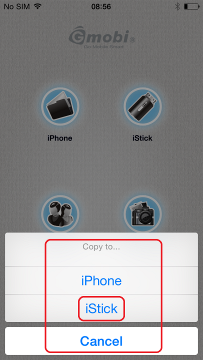 No SIM 08:56
Gmobi
iPhone iStick
Copy to...
iPhone
iStick
Cancel